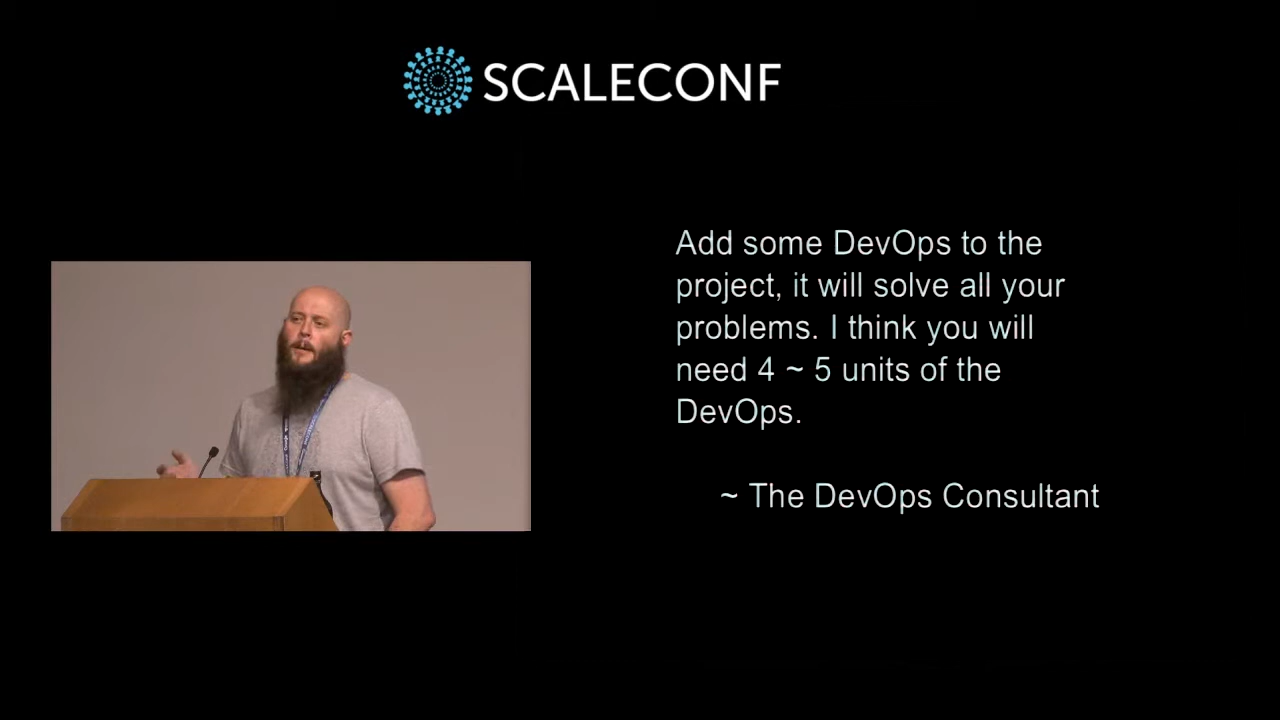 SCALECONF
Add some DevOps to the
project, it will solve all your
problems. I think you will
need 4 ~ 5 units of the
DevOps.
~ The DevOps Consultant